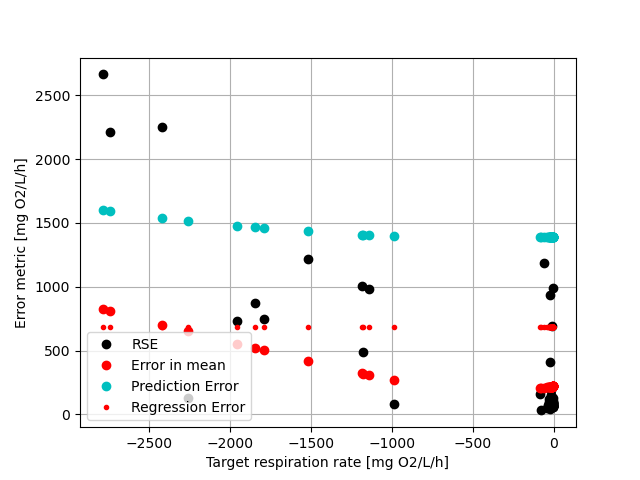 2500
2000
1500
1000
500
0
Error metric [mg O2/L/h]
RSE
Error in mean
Prediction Error
Regression Error
−2500 −2000 −1500 −1000 −500 0
Target respiration rate [mg O2/L/h]